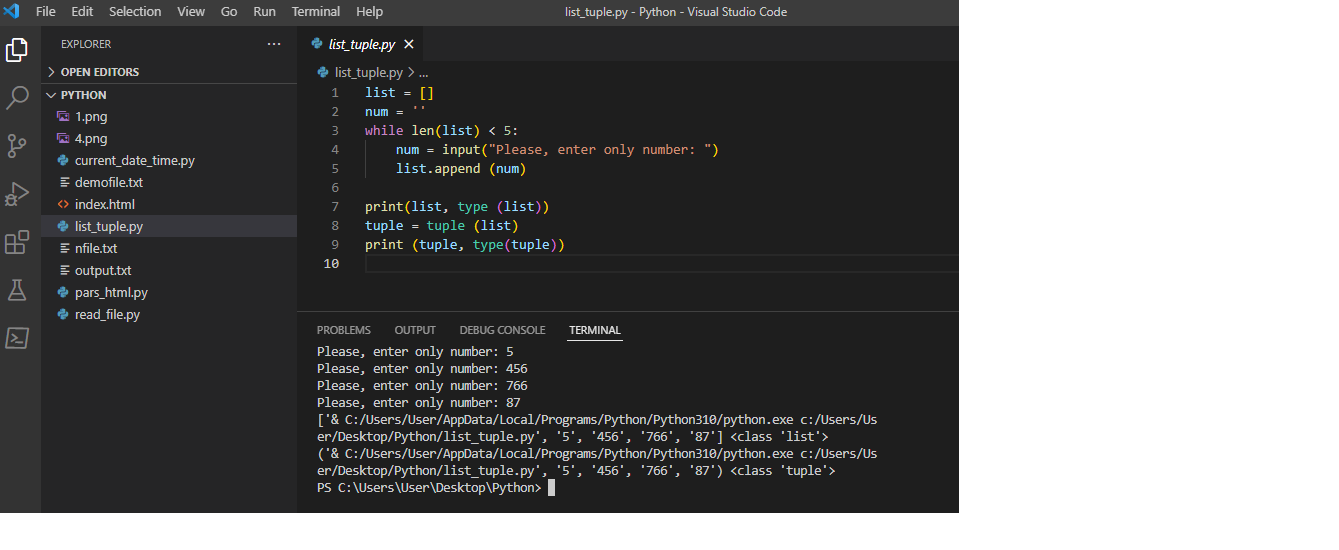 File Edit Selection View Go Run Terminal Help list_tuple.py - Python - Visual Studio Code
EXPLORER ...
OPEN EDITORS
PYTHON
1.png
4.png
current_date_time.py
demofile.txt
index.html
list_tuple.py
nfile.txt
output.txt
pars_html.py
read_file.py
list_tuple.py
list_tuple.py > ...
1 list = []
2 num = ''
3 while len(list) < 5:
4     num = input("Please, enter only number: ")
5     list.append (num)
6
7 print(list, type (list))
8 tuple = tuple (list)
9 print (tuple, type(tuple))
10
PROBLEMS OUTPUT DEBUG CONSOLE TERMINAL
Please, enter only number: 5
Please, enter only number: 456
Please, enter only number: 766
Please, enter only number: 87
['& C:/Users/User/AppData/Local/Programs/Python/Python310/python.exe c:/Users/Us
er/Desktop/Python/list_tuple.py', '5', '456', '766', '87'] <class 'list'>
('& C:/Users/User/AppData/Local/Programs/Python/Python310/python.exe c:/Users/Us
er/Desktop/Python/list_tuple.py', '5', '456', '766', '87') <class 'tuple'>
PS C:\Users\User\Desktop\Python>